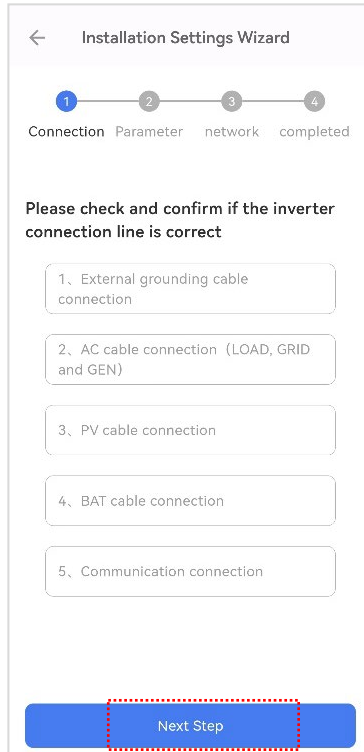 Installation Settings Wizard
1 2 3 4
Connection Parameter network completed
Please check and confirm if the inverter
connection line is correct
1、External grounding cable
connection
2、AC cable connection（LOAD, GRID
and GEN）
3、PV cable connection
4、BAT cable connection
5、Communication connection
Next Step